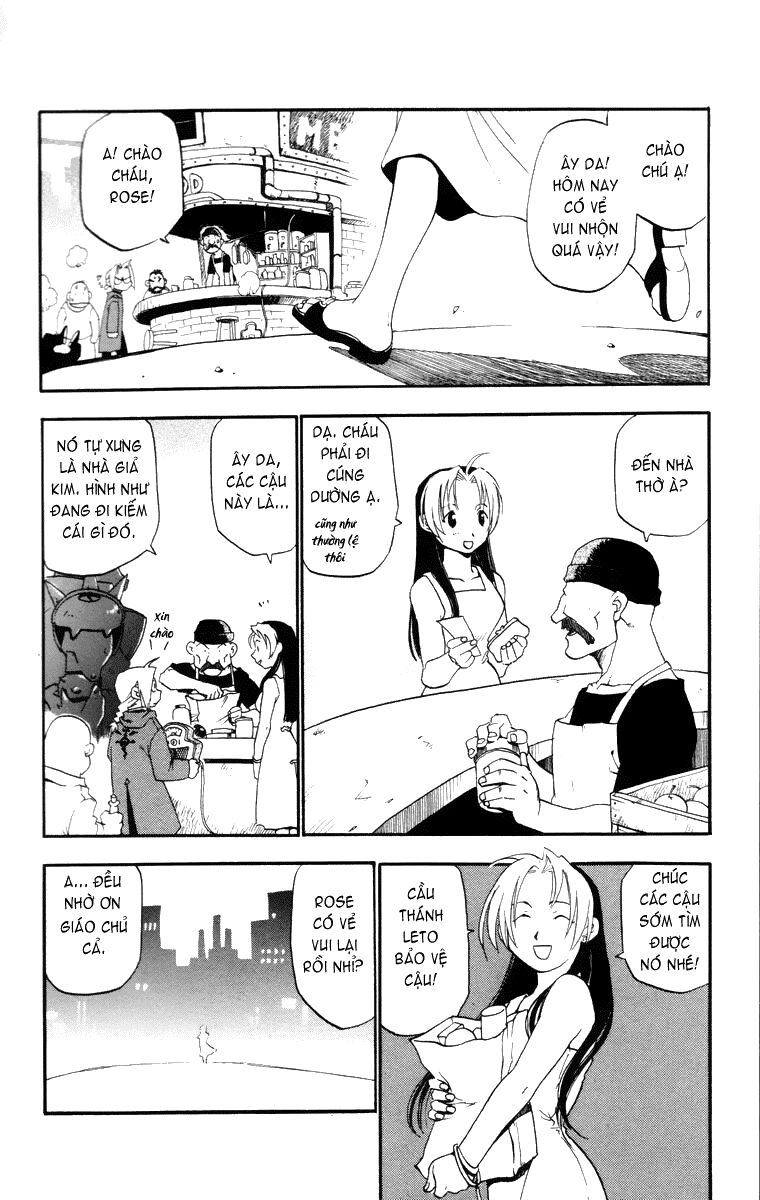 CHÀO
CHÚ Ạ!
ÂY DA!
HÔM NAY
CÓ VẺ
VUI NHỘN
QUÁ VẬY!
A! CHÀO
CHÁU,
ROSE!
ĐẾN NHÀ
THỜ À?
DẠ. CHÁU
PHẢI ĐI
CÚNG
DƯỜNG Ạ.
cũng như
thường lệ
thôi
ÂY DA,
CÁC CẬU
NÀY LÀ...
NÓ TỰ XƯNG
LÀ NHÀ GIẢ
KIM. HÌNH NHƯ
ĐANG ĐI KIẾM
CÁI GÌ ĐÓ.
xin
chào
CHÚC
CÁC CẬU
SỚM TÌM
ĐƯỢC
NÓ NHÉ!
CẦU
THÁNH
LETO
BẢO VỆ
CẬU!
ROSE
CÓ VẺ
VUI LẠI
RỒI NHỈ?
A... ĐỀU
NHỜ ƠN
GIÁO CHỦ
CẢ.